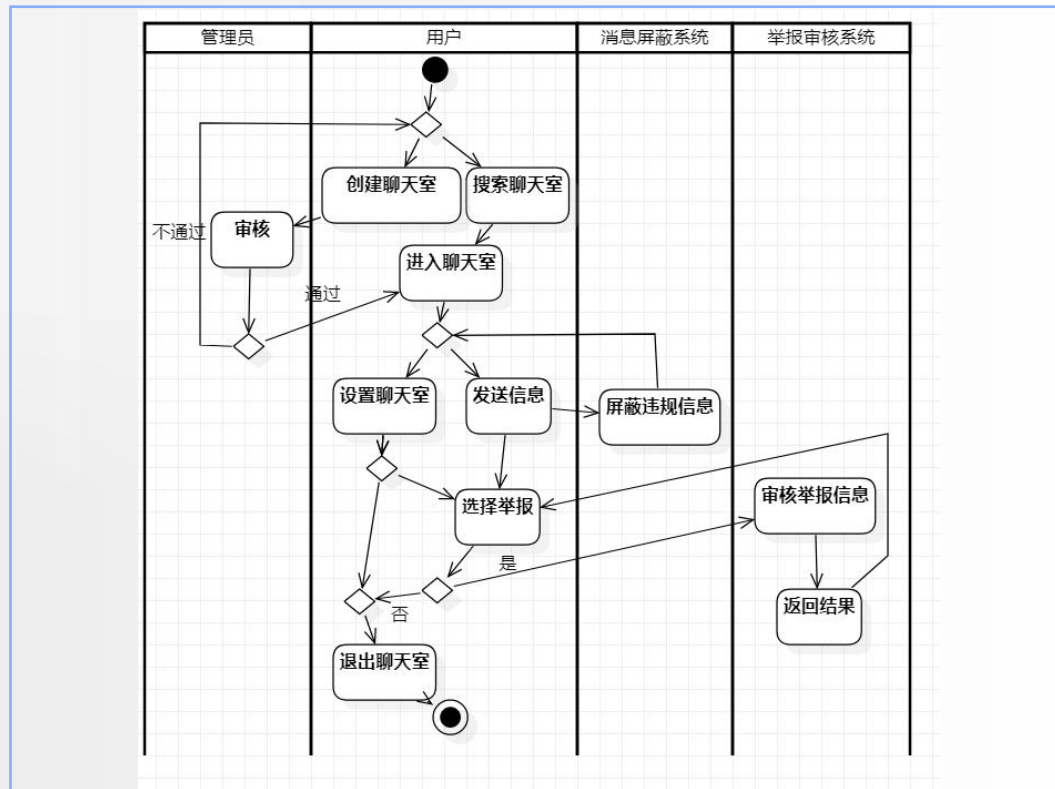 管理员
用户
消息屏蔽系统
举报审核系统
创建聊天室
搜索聊天室
不通过
审核
进入聊天室
通过
设置聊天室
发送信息
屏蔽违规信息
选择举报
审核举报信息
是
否
返回结果
退出聊天室